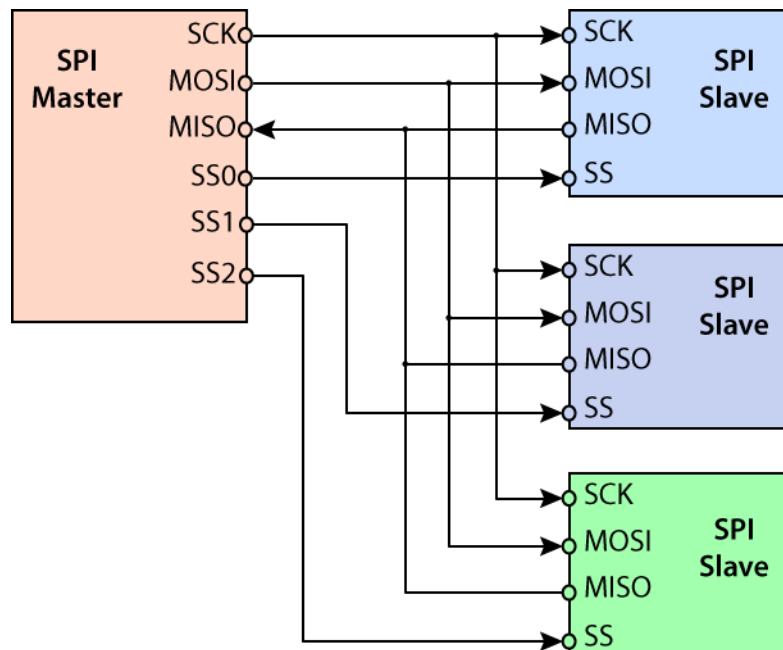 SPI
Master
SCK
MOSI
MISO
SS0
SS1
SS2
SCK
MOSI
MISO
SS
SPI
Slave
SCK
MOSI
MISO
SS
SPI
Slave
SCK
MOSI
MISO
SS
SPI
Slave